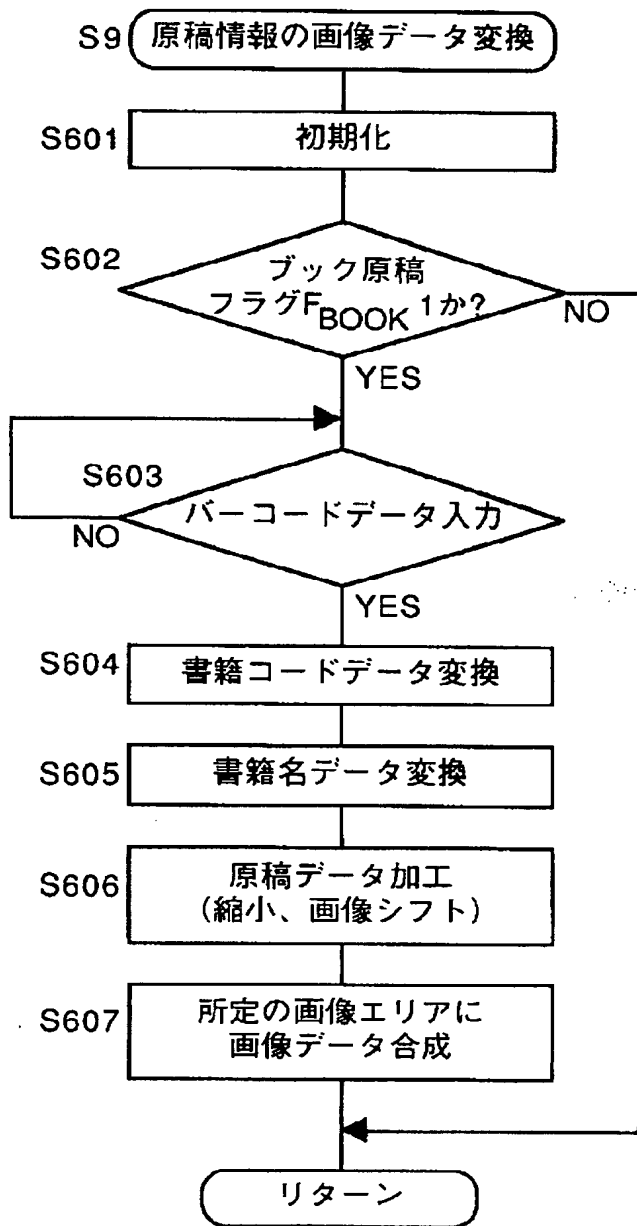 S9 原稿情報の画像データ変換
S601 初期化
S602
ブック原稿
フラグFBOOK 1か?
NO
YES
S603
バーコードデータ入力
NO
YES
S604 書籍コードデータ変換
S605 書籍名データ変換
S606
原稿データ加工
(縮小、画像シフト)
S607
所定の画像エリアに
画像データ合成
リターン